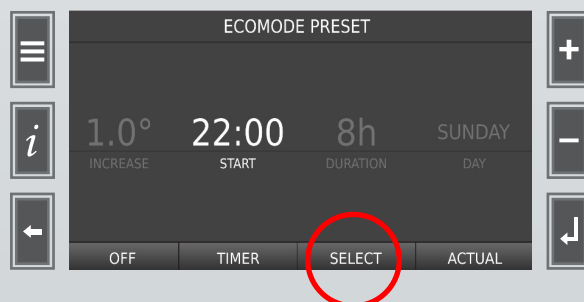 ECOMODE PRESET
1.0° 22:00 8h SUNDAY
INCREASE START DURATION DAY
i
OFF TIMER SELECT ACTUAL